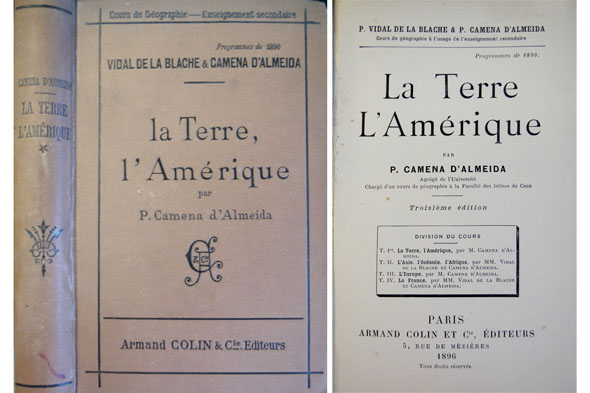 CAMENA D'ALMEIDA
LA TERRE
L'AMÉRIQUE
Cours de Géographie — Enseignement secondaire
Programmes de 1890
VIDAL DE LA BLACHE & CAMENA D'ALMEIDA
la Terre,
l'Amérique
par
P. Camena d'Almeida
Armand COLIN & Cie, Editeurs
P. VIDAL DE LA BLACHE & P. CAMENA D'ALMEIDA
Cours de géographie à l'usage de l'enseignement secondaire
Programmes de 1890.
La Terre
L'Amérique
PAR
P. CAMENA D'ALMEIDA
Agrégé de l'Université
Chargé d'un cours de géographie à la Faculté des lettres de Caen
Troisième édition
DIVISION DU COURS
T. Ier. La Terre, l'Amérique, par M. CAMENA D'AL-
MEIDA.
T. II. L'Asie, l'Océanie, l'Afrique, par MM. VIDAL
DE LA BLACHE ET CAMENA D'ALMEIDA.
T. III. L'Europe, par M. CAMENA D'ALMEIDA.
T. IV. La France, par MM. VIDAL DE LA BLACHE
ET CAMENA D'ALMEIDA.
PARIS
ARMAND COLIN ET Cie, ÉDITEURS
5, RUE DE MÉZIÈRES
1896
Tous droits réservés.